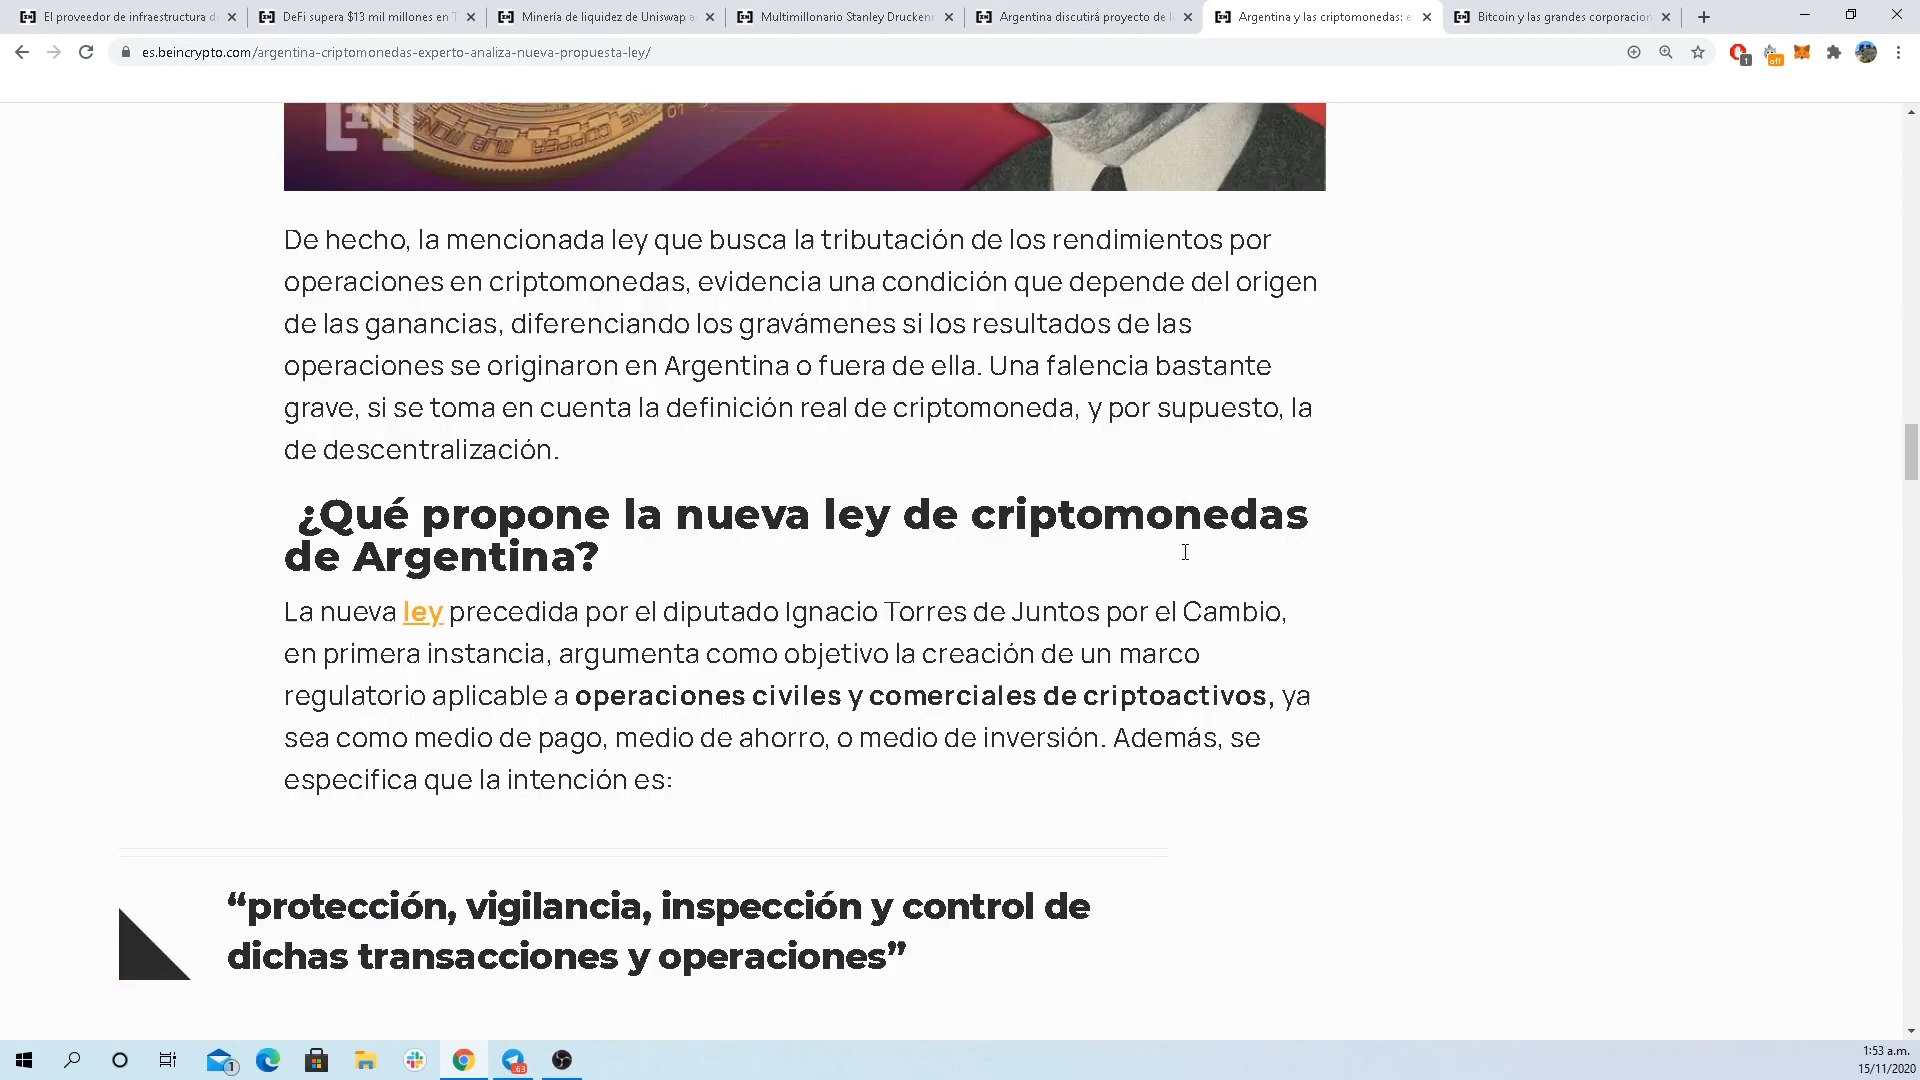 El proveedor de infraestructura d
DeFi supera $13 mil millones en T
Minería de liquidez de Uniswap a
Multimillonario Stanley Druckenm
Argentina discutirá proyecto de l
Argentina y las criptomonedas: e
Bitcoin y las grandes corporacion
es.beincrypto.com/argentina-criptomonedas-experto-analiza-nueva-propuesta-ley/
1
off
De hecho, la mencionada ley que busca la tributación de los rendimientos por
operaciones en criptomonedas, evidencia una condición que depende del origen
de las ganancias, diferenciando los gravámenes si los resultados de las
operaciones se originaron en Argentina o fuera de ella. Una falencia bastante
grave, si se toma en cuenta la definición real de criptomoneda, y por supuesto, la
de descentralización.
¿Qué propone la nueva ley de criptomonedas
de Argentina?
La nueva ley precedida por el diputado Ignacio Torres de Juntos por el Cambio,
en primera instancia, argumenta como objetivo la creación de un marco
regulatorio aplicable a operaciones civiles y comerciales de criptoactivos, ya
sea como medio de pago, medio de ahorro, o medio de inversión. Además, se
especifica que la intención es:
“protección, vigilancia, inspección y control de
dichas transacciones y operaciones”
1
63
1:53 a.m.
15/11/2020